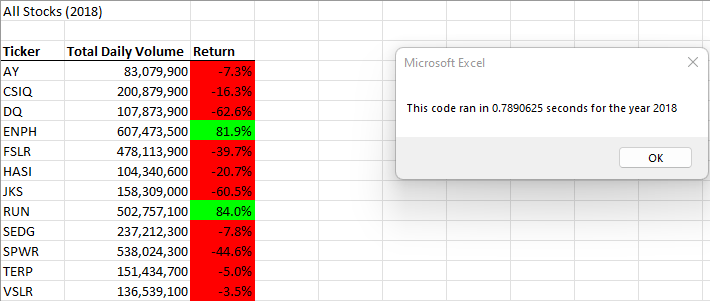 All Stocks (2018)
Ticker Total Daily Volume Return
AY 83,079,900 -7.3%
CSIQ 200,879,900 -16.3%
DQ 107,873,900 -62.6%
ENPH 607,473,500 81.9%
FSLR 478,113,900 -39.7%
HASI 104,340,600 -20.7%
JKS 158,309,000 -60.5%
RUN 502,757,100 84.0%
SEDG 237,212,300 -7.8%
SPWR 538,024,300 -44.6%
TERP 151,434,700 -5.0%
VSLR 136,539,100 -3.5%
Microsoft Excel
This code ran in 0.7890625 seconds for the year 2018
OK